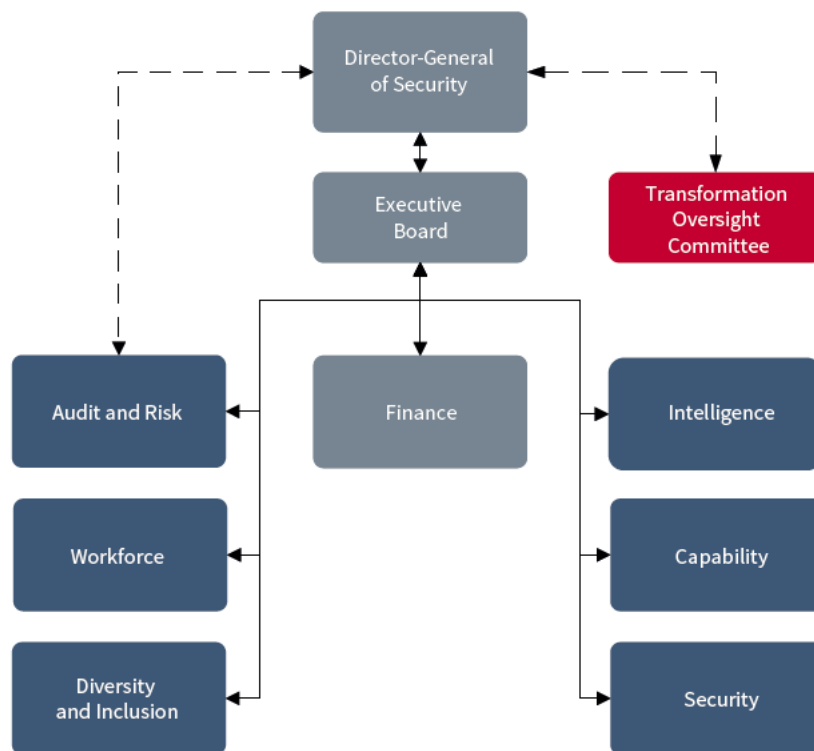 Director-General
of Security
Executive
Board
Transformation
Oversight
Committee
Audit and Risk
Finance
Intelligence
Workforce
Capability
Diversity
and Inclusion
Security